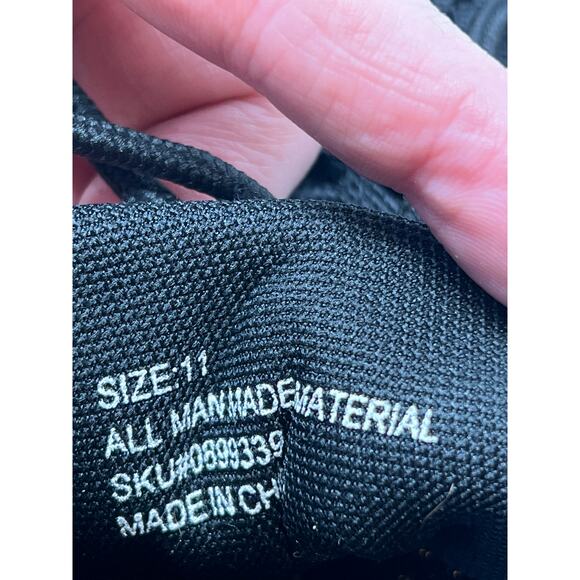 SIZE:11
ALL MANMADE MATERIAL
SKU#0899339
MADE IN CH